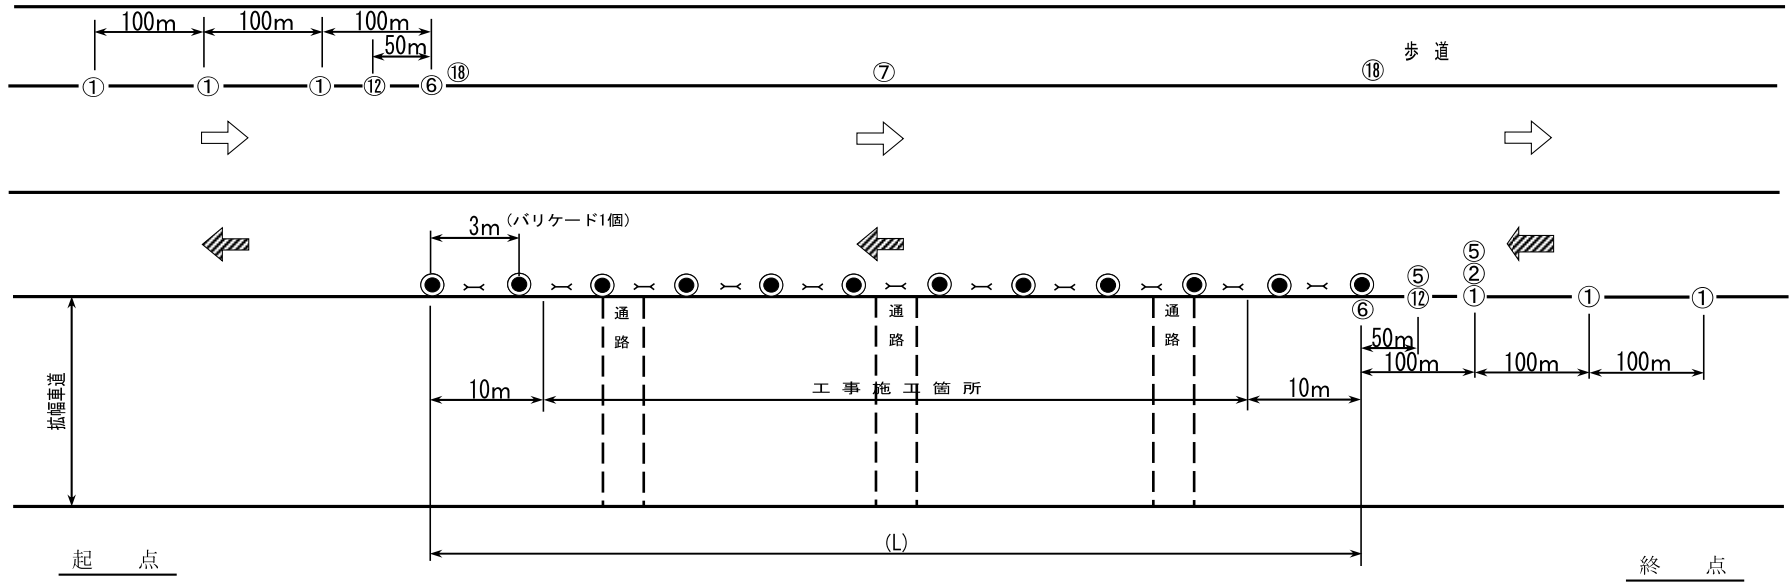 100m 100m 100m
50m
歩 道
⑱ ⑦ ⑱
① ① ① ⑫ ⑥
3m (バリケード1個)
⑤
⑤ ②
⑫ ① ① ①
⑥
通路 通路 通路
50m
100m 100m 100m
10m 工 事 施 工 箇 所 10m
拡幅車道
(L)
起 点 終 点